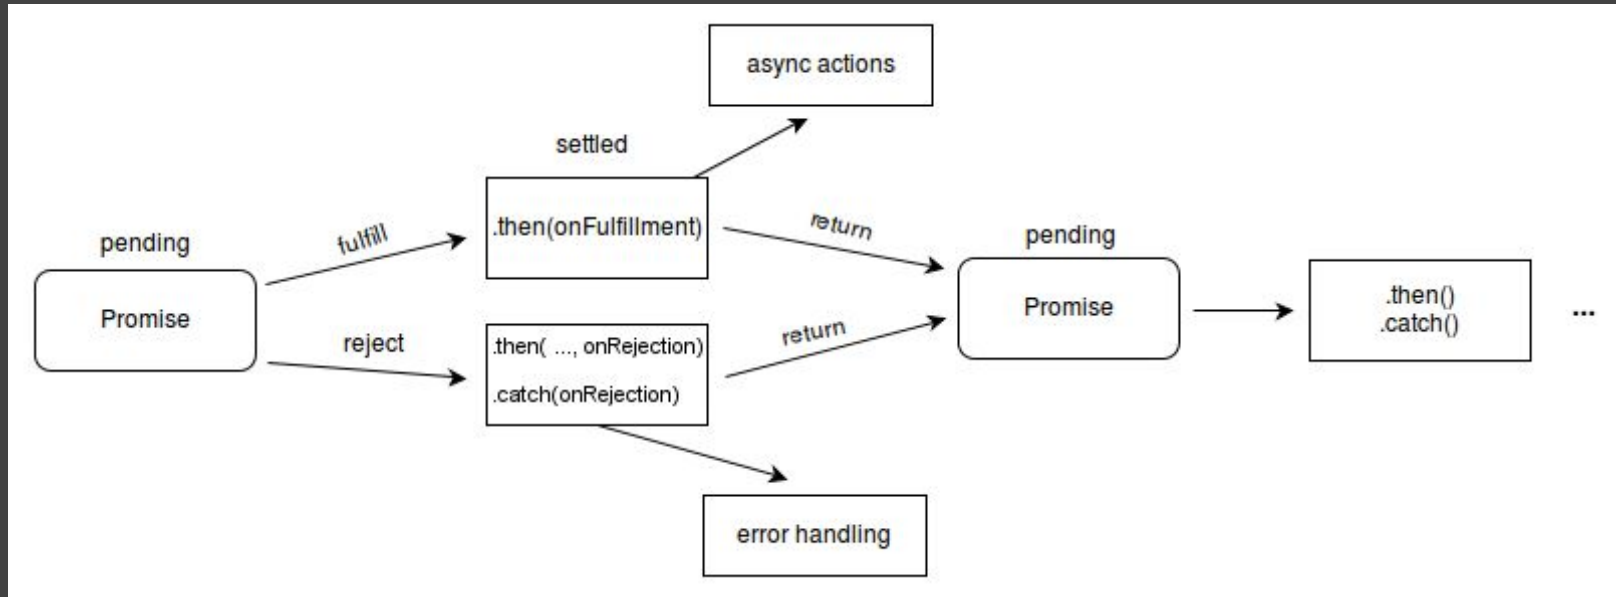 async actions
settled
.then(onFulfillment)
fulfill
return
pending
Promise
pending
Promise
.then()
.catch()
...
reject
.then( ..., onRejection)
.catch(onRejection)
return
error handling